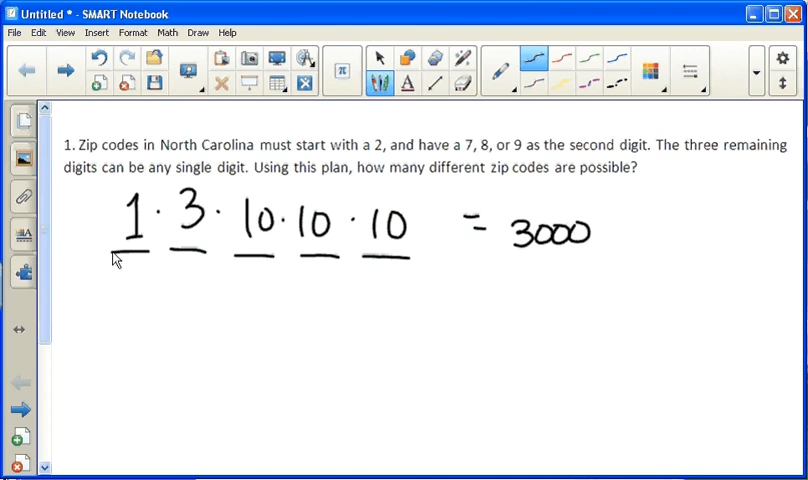 Untitled * - SMART Notebook
File Edit View Insert Format Math Draw Help
1. Zip codes in North Carolina must start with a 2, and have a 7, 8, or 9 as the second digit. The three remaining
digits can be any single digit. Using this plan, how many different zip codes are possible?
1 · 3 · 10 · 10 · 10 = 3000